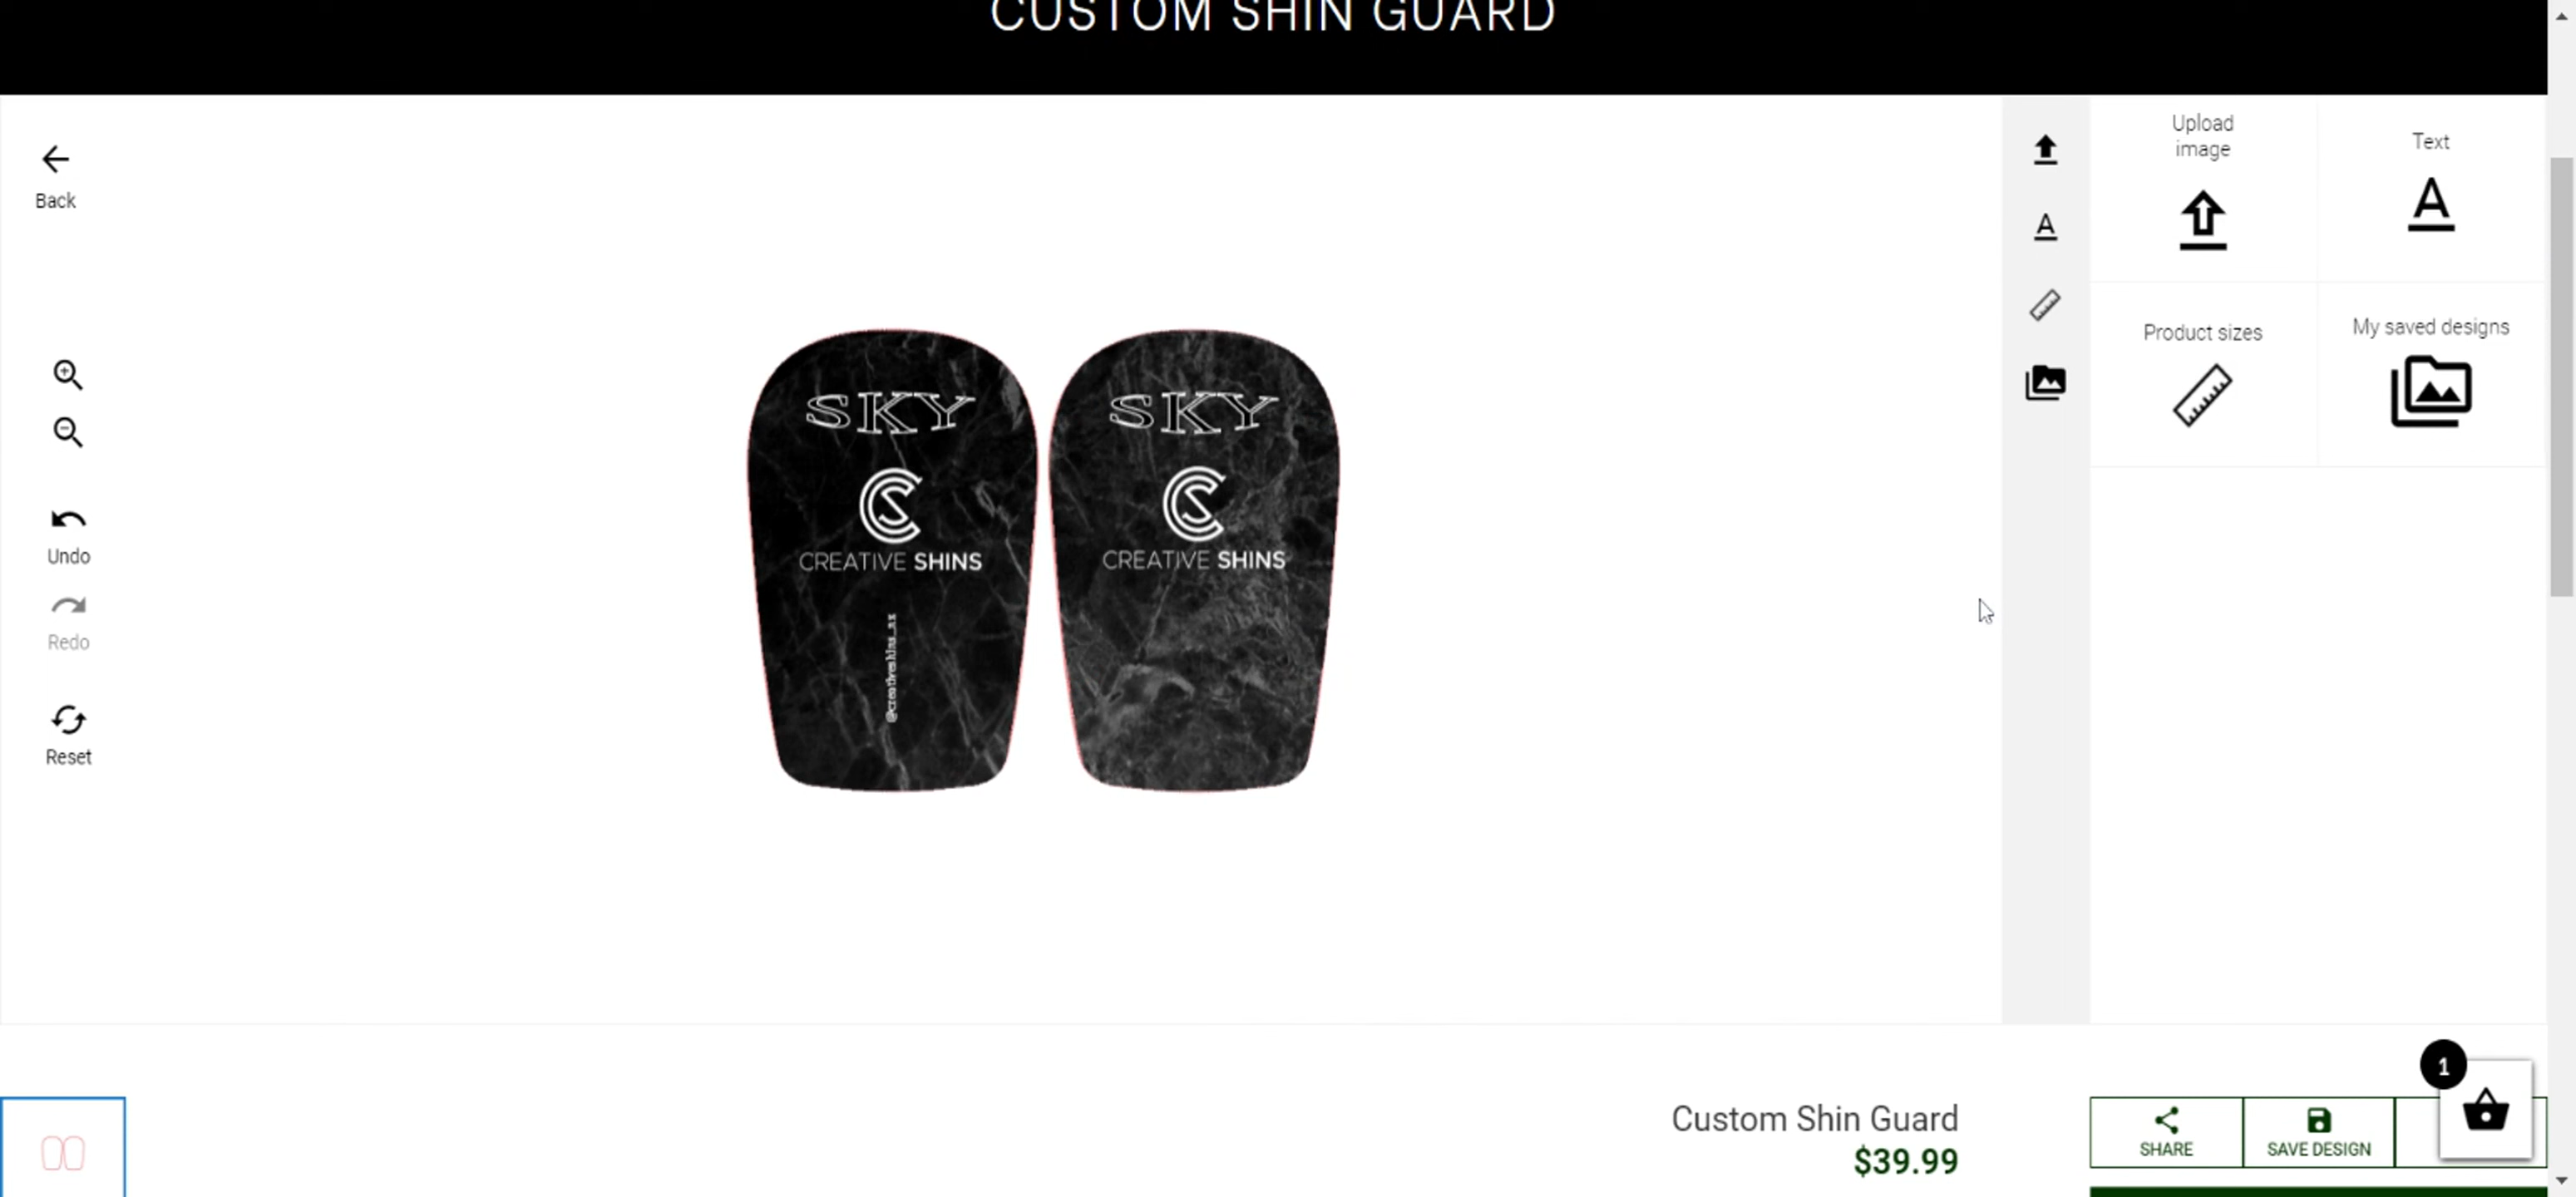 CUSTOM SHIN GUARD
Back
Undo
Redo
Reset
SKY
CREATIVE SHINS
@creativeshins_nx
SKY
CREATIVE SHINS
Upload
image
Text
Product sizes
My saved designs
Custom Shin Guard
$39.99
SHARE
SAVE DESIGN
1